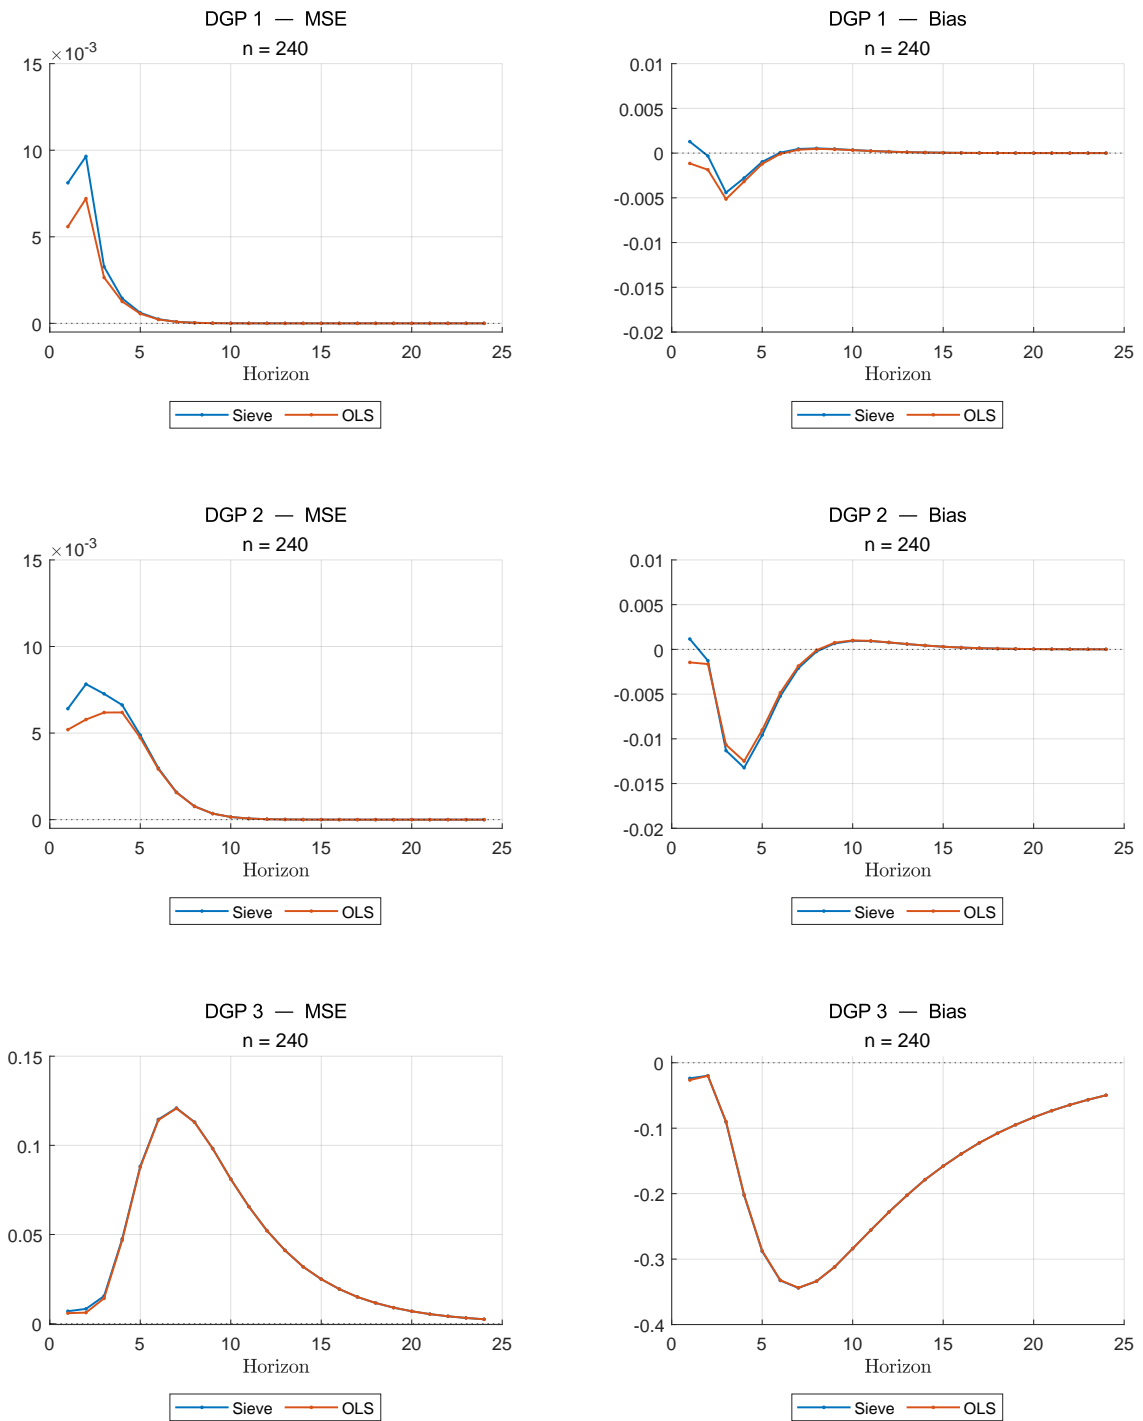 DGP 1 — MSE
n = 240
×10^-3
15
10
5
0
0 5 10 15 20 25
Horizon
Sieve OLS
DGP 1 — Bias
n = 240
0.01
0.005
0
-0.005
-0.01
-0.015
-0.02
0 5 10 15 20 25
Horizon
Sieve OLS
DGP 2 — MSE
n = 240
×10^-3
15
10
5
0
0 5 10 15 20 25
Horizon
Sieve OLS
DGP 2 — Bias
n = 240
0.01
0.005
0
-0.005
-0.01
-0.015
-0.02
0 5 10 15 20 25
Horizon
Sieve OLS
DGP 3 — MSE
n = 240
0.15
0.1
0.05
0
0 5 10 15 20 25
Horizon
Sieve OLS
DGP 3 — Bias
n = 240
0
-0.1
-0.2
-0.3
-0.4
0 5 10 15 20 25
Horizon
Sieve OLS